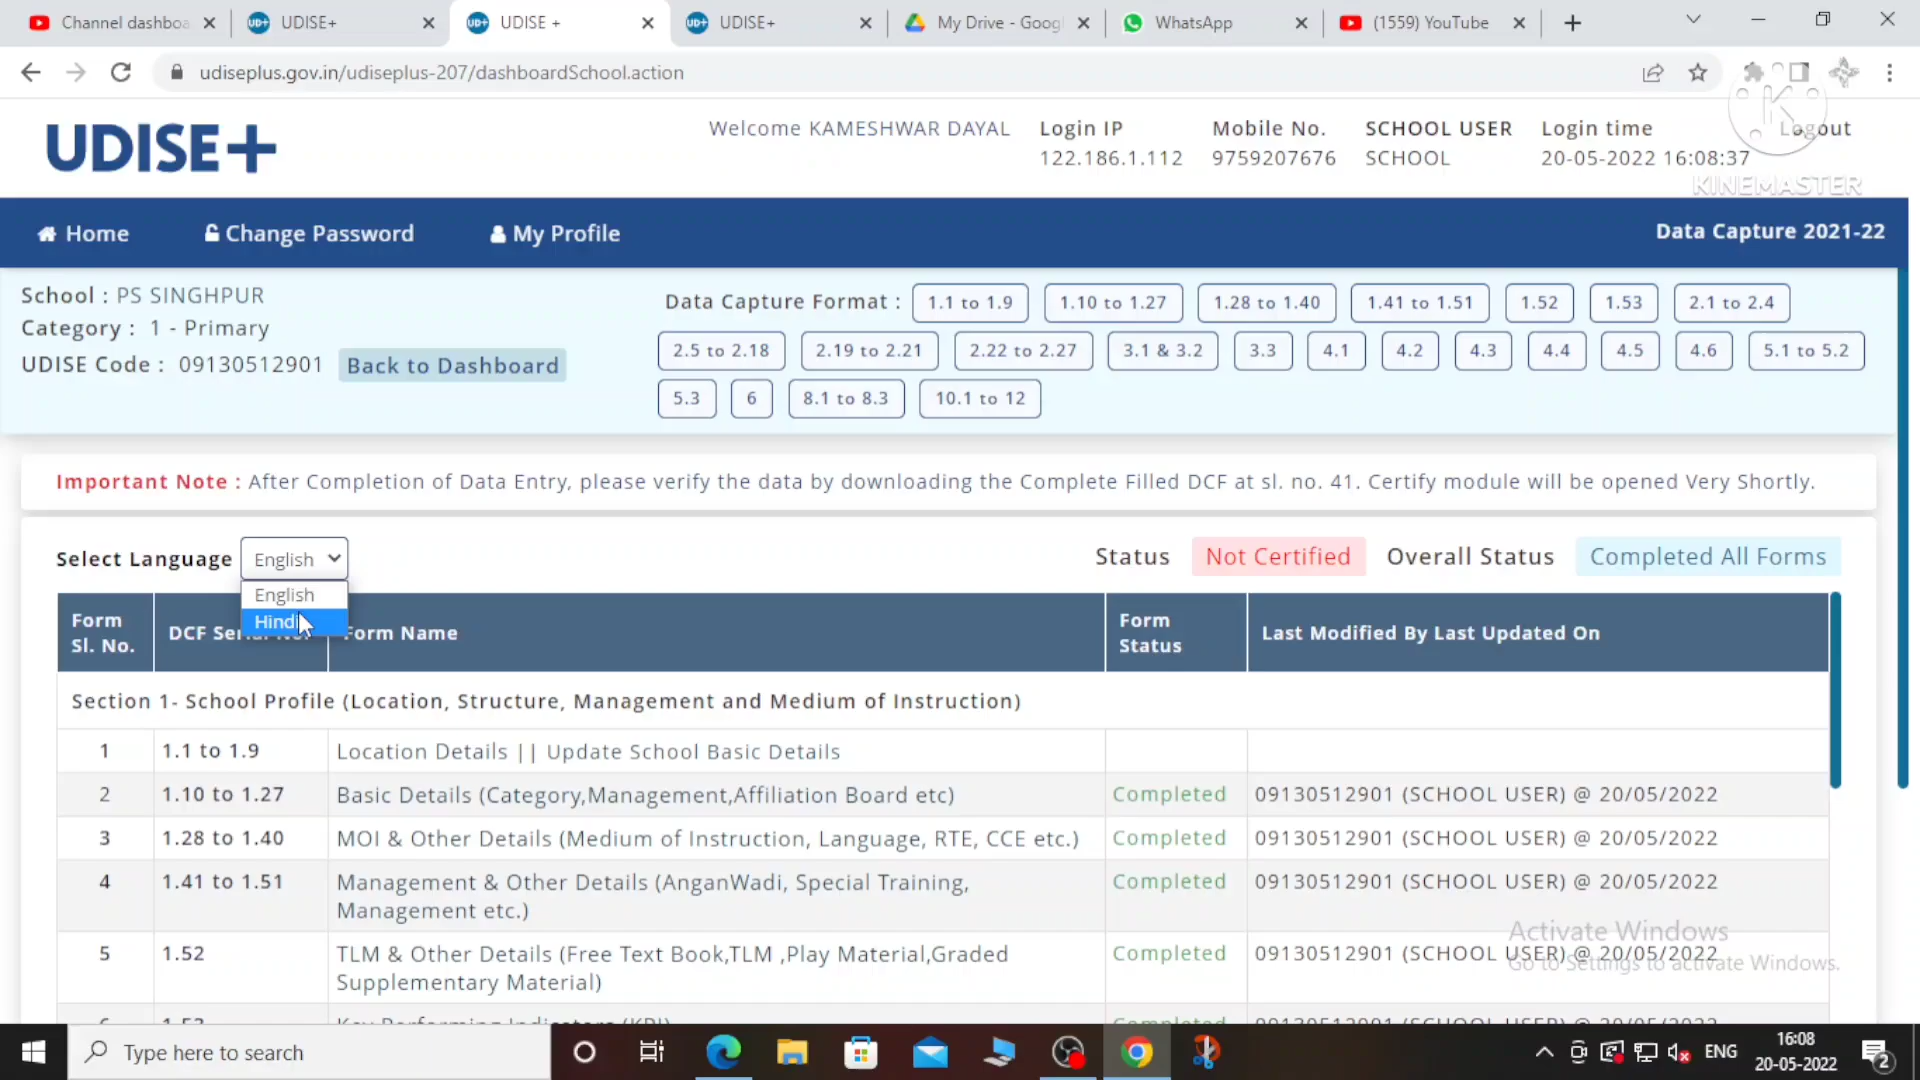 Channel dashboa
UDISE+
UDISE +
UDISE+
My Drive - Goog
WhatsApp
(1559) YouTube
udiseplus.gov.in/udiseplus-207/dashboardSchool.action
UDISE+
Welcome KAMESHWAR DAYAL
Login IP
122.186.1.112
Mobile No.
9759207676
SCHOOL USER
SCHOOL
Login time
20-05-2022 16:08:37
Logout
KINEMASTER
Home
Change Password
My Profile
Data Capture 2021-22
School : PS SINGHPUR
Category : 1 - Primary
UDISE Code : 09130512901 Back to Dashboard
Data Capture Format : 1.1 to 1.9 1.10 to 1.27 1.28 to 1.40 1.41 to 1.51 1.52 1.53 2.1 to 2.4
2.5 to 2.18 2.19 to 2.21 2.22 to 2.27 3.1 & 3.2 3.3 4.1 4.2 4.3 4.4 4.5 4.6 5.1 to 5.2
5.3 6 8.1 to 8.3 10.1 to 12
Important Note : After Completion of Data Entry, please verify the data by downloading the Complete Filled DCF at sl. no. 41. Certify module will be opened Very Shortly.
Select Language English
English
Hindi
Status Not Certified Overall Status Completed All Forms
Form
Sl. No.
DCF Serial No.
Form Name
Form
Status
Last Modified By Last Updated On
Section 1- School Profile (Location, Structure, Management and Medium of Instruction)
1 1.1 to 1.9 Location Details || Update School Basic Details
2 1.10 to 1.27 Basic Details (Category,Management,Affiliation Board etc) Completed 09130512901 (SCHOOL USER) @ 20/05/2022
3 1.28 to 1.40 MOI & Other Details (Medium of Instruction, Language, RTE, CCE etc.) Completed 09130512901 (SCHOOL USER) @ 20/05/2022
4 1.41 to 1.51 Management & Other Details (AnganWadi, Special Training, Completed 09130512901 (SCHOOL USER) @ 20/05/2022
Management etc.)
5 1.52 TLM & Other Details (Free Text Book,TLM ,Play Material,Graded Completed 09130512901 (SCHOOL USER) @ 20/05/2022
Supplementary Material)
6 1.53 Key Performing Indicators (KPI) Completed 09130512901 (SCHOOL USER) @ 20/05/2022
Activate Windows
Go to Settings to activate Windows.
Type here to search
ENG
16:08
20-05-2022
2